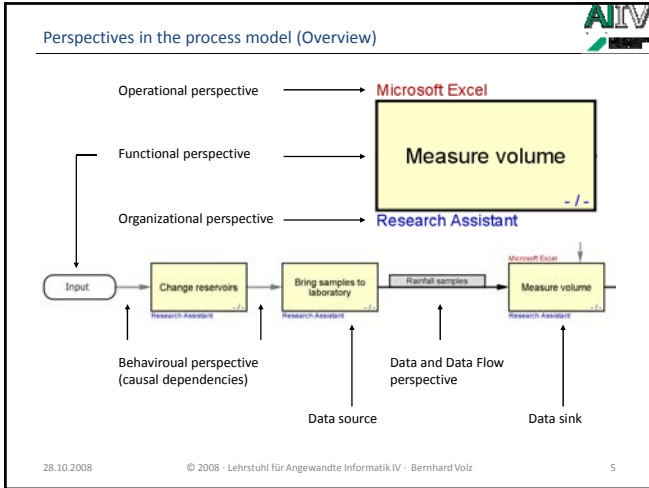 Perspectives in the process model (Overview)
AI IV
Operational perspective
Microsoft Excel
Functional perspective
Measure volume
- / -
Organizational perspective
Research Assistant
Input
Change reservoirs
- / -
Research Assistant
Bring samples to
laboratory
- / -
Research Assistant
Rainfall samples
Microsoft Excel
Measure volume
- / -
Research Assistant
Behaviroual perspective
(causal dependencies)
Data and Data Flow
perspective
Data source
Data sink
28.10.2008
© 2008 · Lehrstuhl für Angewandte Informatik IV · Bernhard Volz
5